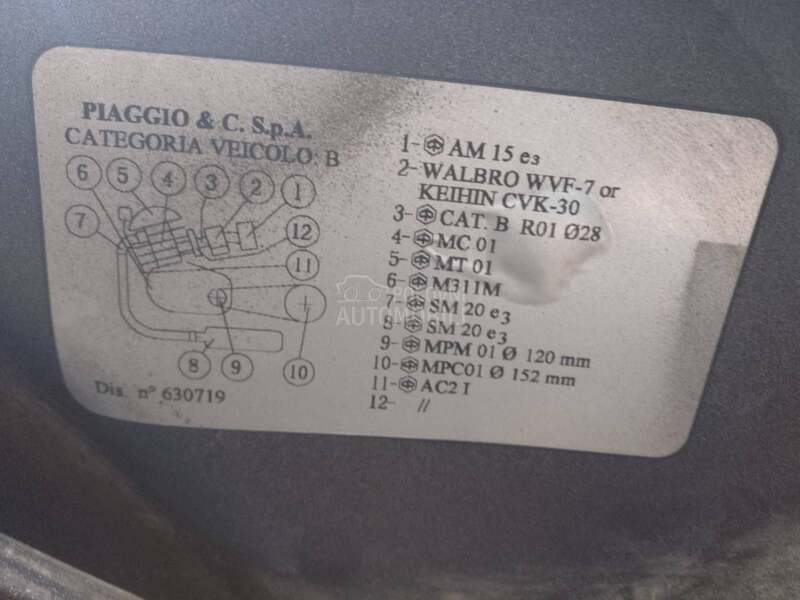 PIAGGIO & C. S.p.A.
CATEGORIA VEICOLO: B
6 5 4 3 2 1
7 12
11
8 9 10
Dis. n° 630719
1- AM 15 e3
2- WALBRO WVF-7 or
KEIHIN CVK-30
3- CAT. B R01 Ø28
4- MC 01
5- MT 01
6- M311M
7- SM 20 e3
8- SM 20 e3
9- MPM 01 Ø 120 mm
10- MPC01 Ø 152 mm
11- AC2 I
12- //
AUTOMOBILI